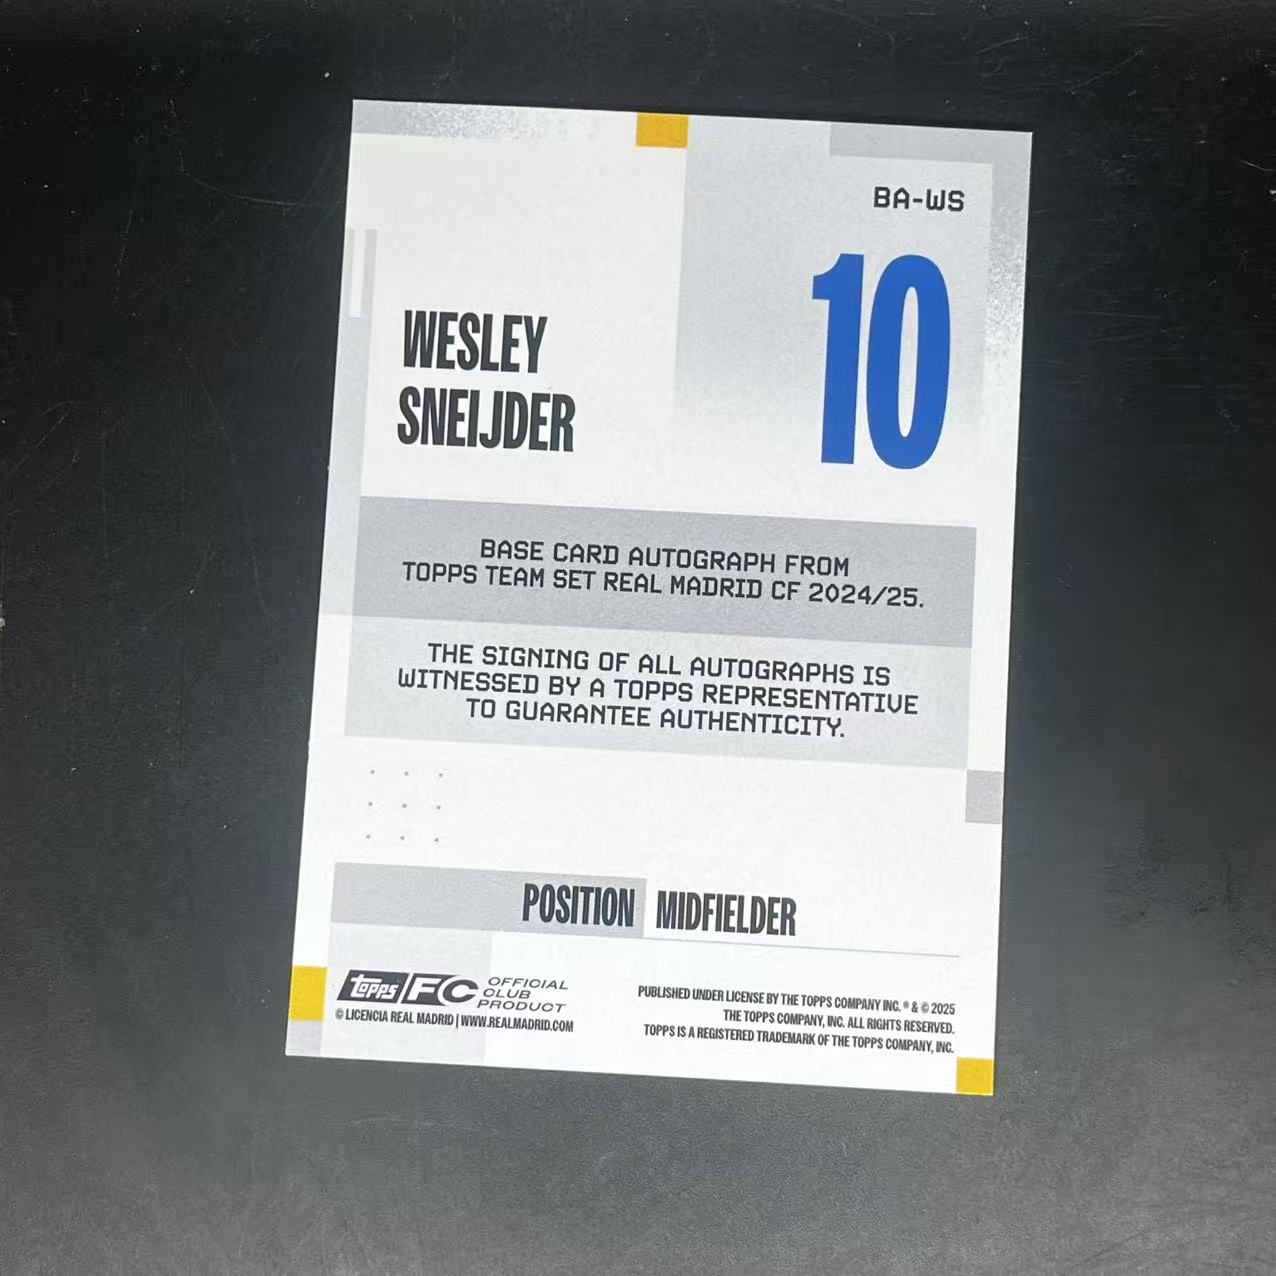 BA-WS
10
WESLEY
SNEIJDER
BASE CARD AUTOGRAPH FROM
TOPPS TEAM SET REAL MADRID CF 2024/25.
THE SIGNING OF ALL AUTOGRAPHS IS
WITNESSED BY A TOPPS REPRESENTATIVE
TO GUARANTEE AUTHENTICITY.
POSITION MIDFIELDER
topps FC OFFICIAL
CLUB
PRODUCT
© LICENCIA REAL MADRID | WWW.REALMADRID.COM
PUBLISHED UNDER LICENSE BY THE TOPPS COMPANY INC. ® & © 2025
THE TOPPS COMPANY, INC. ALL RIGHTS RESERVED.
TOPPS IS A REGISTERED TRADEMARK OF THE TOPPS COMPANY, INC.